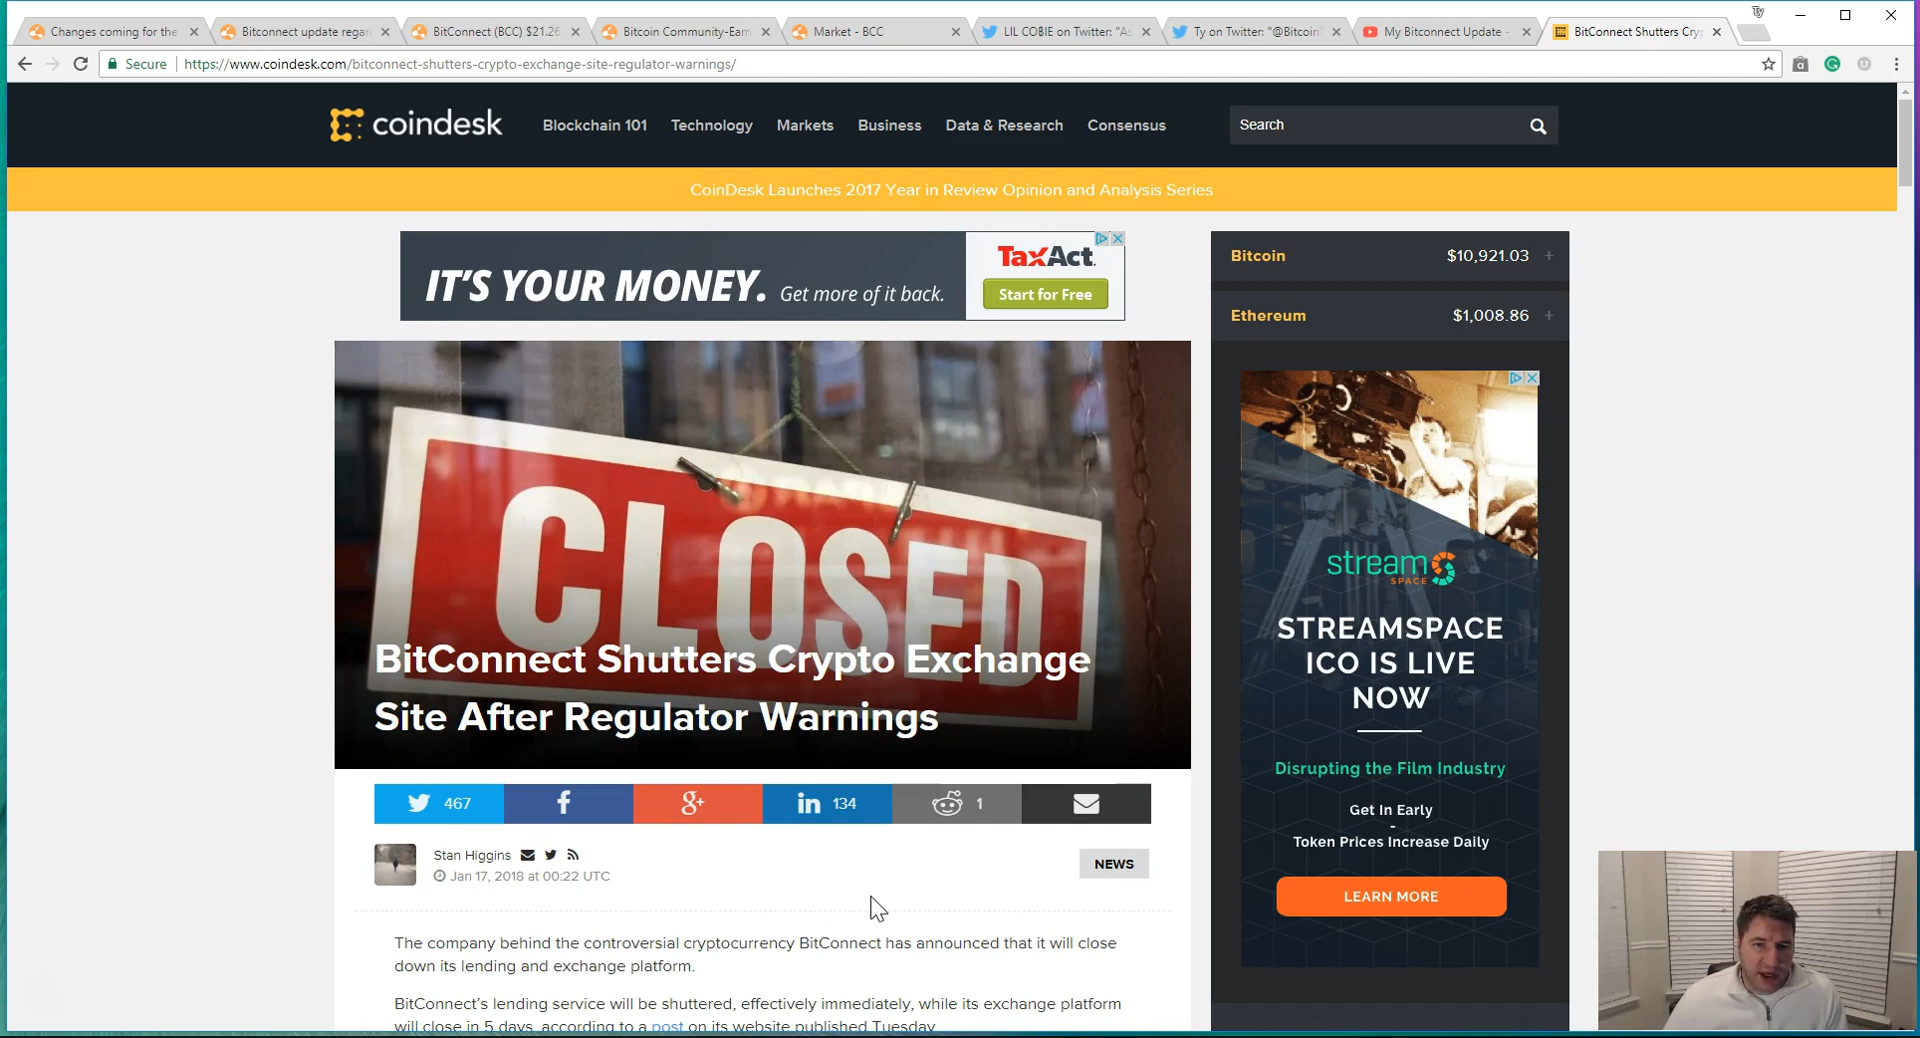 Changes coming for the
Bitconnect update regar
BitConnect (BCC) $21.26
Bitcoin Community-Earn
Market - BCC
LIL COBIE on Twitter: "As
Ty on Twitter: "@BitcoinT
My Bitconnect Update -
BitConnect Shutters Cryp
Ty
Secure
https://www.coindesk.com/bitconnect-shutters-crypto-exchange-site-regulator-warnings/
coindesk
Blockchain 101
Technology
Markets
Business
Data & Research
Consensus
Search
CoinDesk Launches 2017 Year in Review Opinion and Analysis Series
IT'S YOUR MONEY. Get more of it back.
TaxAct.
Start for Free
Bitcoin $10,921.03 +
Ethereum $1,008.86 +
CLOSED
BitConnect Shutters Crypto Exchange
Site After Regulator Warnings
467
f
g+
in 134
1
Stan Higgins
Jan 17, 2018 at 00:22 UTC
NEWS
The company behind the controversial cryptocurrency BitConnect has announced that it will close
down its lending and exchange platform.
BitConnect's lending service will be shuttered, effectively immediately, while its exchange platform
will close in 5 days, according to a post on its website published Tuesday.
stream
SPACE
STREAMSPACE
ICO IS LIVE
NOW
Disrupting the Film Industry
Get In Early
-
Token Prices Increase Daily
LEARN MORE